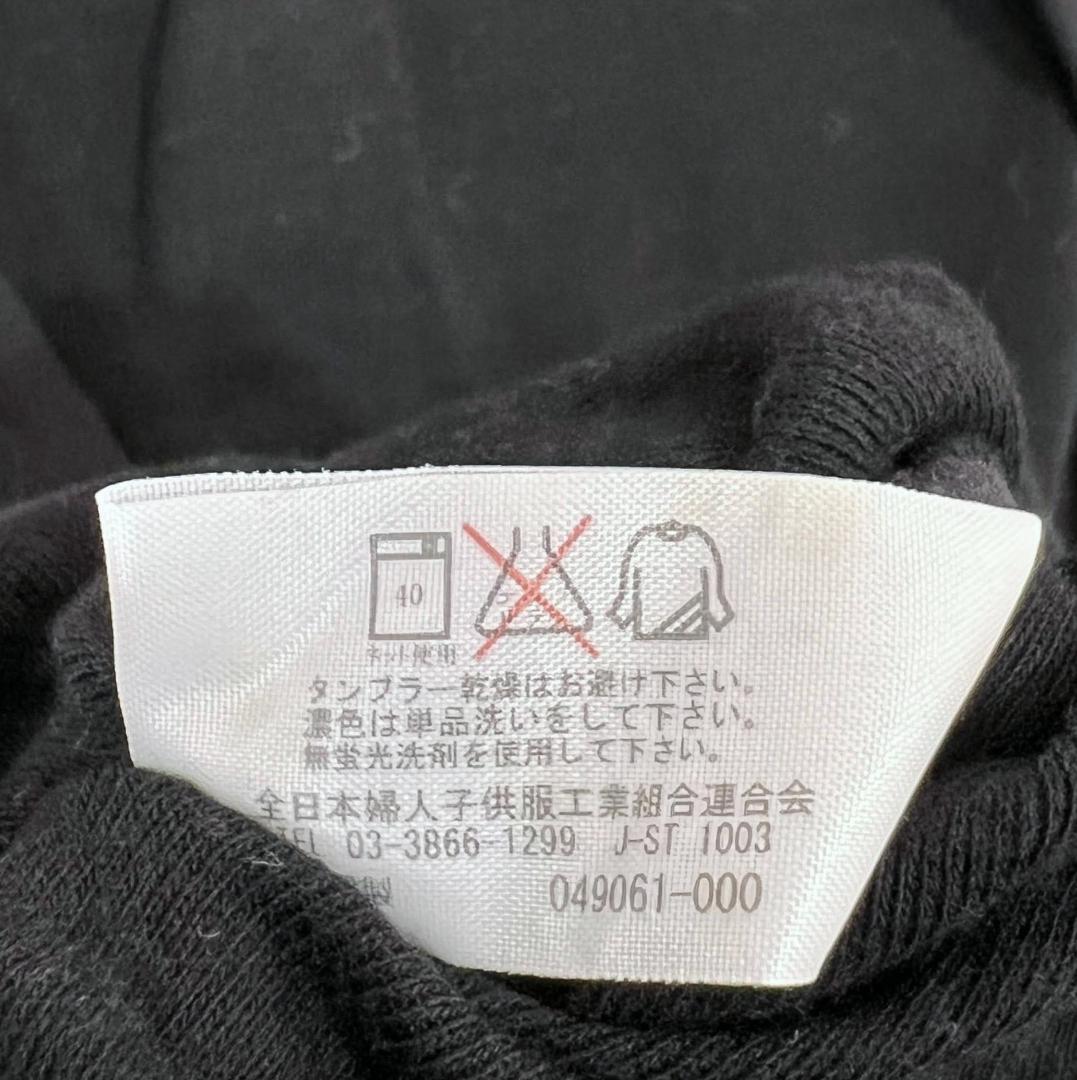 40
ネット使用
タンブラー乾燥はお避け下さい。
濃色は単品洗いをして下さい。
無蛍光洗剤を使用して下さい。
全日本婦人子供服工業組合連合会
TEL 03-3866-1299 J-ST 1003
製 049061-000